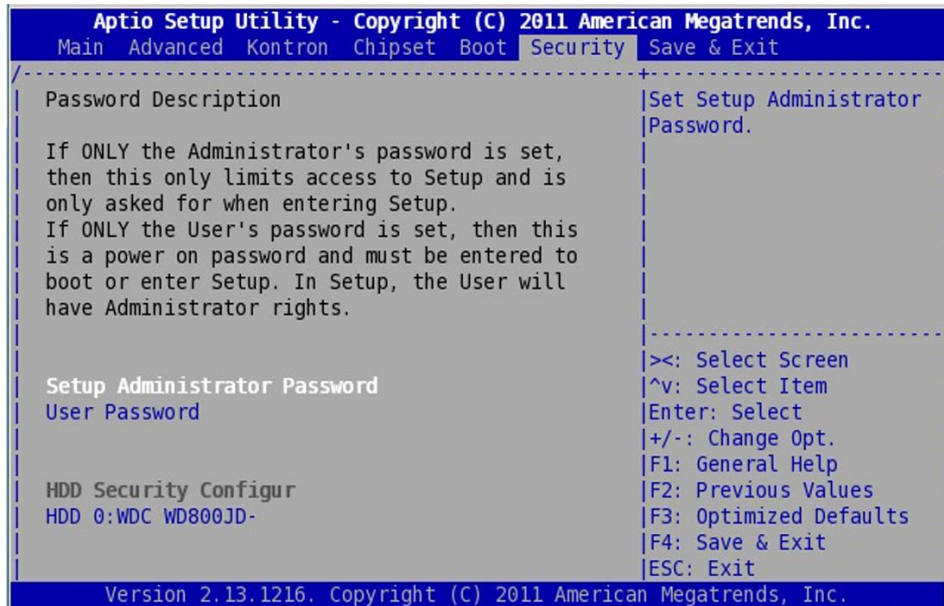 Aptio Setup Utility - Copyright (C) 2011 American Megatrends, Inc.
Main Advanced Kontron Chipset Boot Security Save & Exit
Password Description
If ONLY the Administrator's password is set,
then this only limits access to Setup and is
only asked for when entering Setup.
If ONLY the User's password is set, then this
is a power on password and must be entered to
boot or enter Setup. In Setup, the User will
have Administrator rights.
Setup Administrator Password
User Password
HDD Security Configur
HDD 0:WDC WD800JD-
Set Setup Administrator
Password.
><: Select Screen
^v: Select Item
Enter: Select
+/-: Change Opt.
F1: General Help
F2: Previous Values
F3: Optimized Defaults
F4: Save & Exit
ESC: Exit
Version 2.13.1216. Copyright (C) 2011 American Megatrends, Inc.